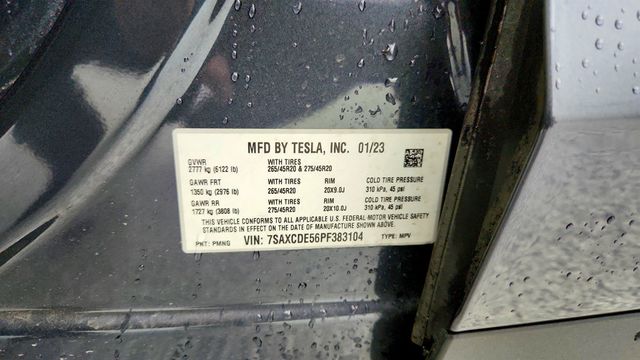 MFD BY TESLA, INC. 01/23
GVWR WITH TIRES
2777 kg (6122 lb) 265/45R20 & 275/45R20
GAWR FRT WITH TIRES RIM COLD TIRE PRESSURE
1350 kg (2976 lb) 265/45R20 20X9.0J 310 kPa, 45 psi
GAWR RR WITH TIRES RIM COLD TIRE PRESSURE
1727 kg (3808 lb) 275/45R20 20X10.0J 310 kPa, 45 psi
THIS VEHICLE CONFORMS TO ALL APPLICABLE U.S. FEDERAL MOTOR VEHICLE SAFETY
STANDARDS IN EFFECT ON THE DATE OF MANUFACTURE SHOWN ABOVE.
PNT: PMNG VIN: 7SAXCDE56PF383104 TYPE: MPV